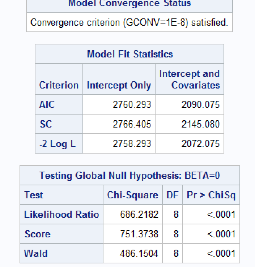 Model Convergence Status
Convergence criterion (GCONV=1E-8) satisfied.
Model Fit Statistics
Criterion Intercept Only Intercept and Covariates
AIC 2760.293 2090.075
SC 2766.405 2145.080
-2 Log L 2758.293 2072.075
Testing Global Null Hypothesis: BETA=0
Test Chi-Square DF Pr > ChiSq
Likelihood Ratio 686.2182 8 <.0001
Score 751.3738 8 <.0001
Wald 486.1504 8 <.0001